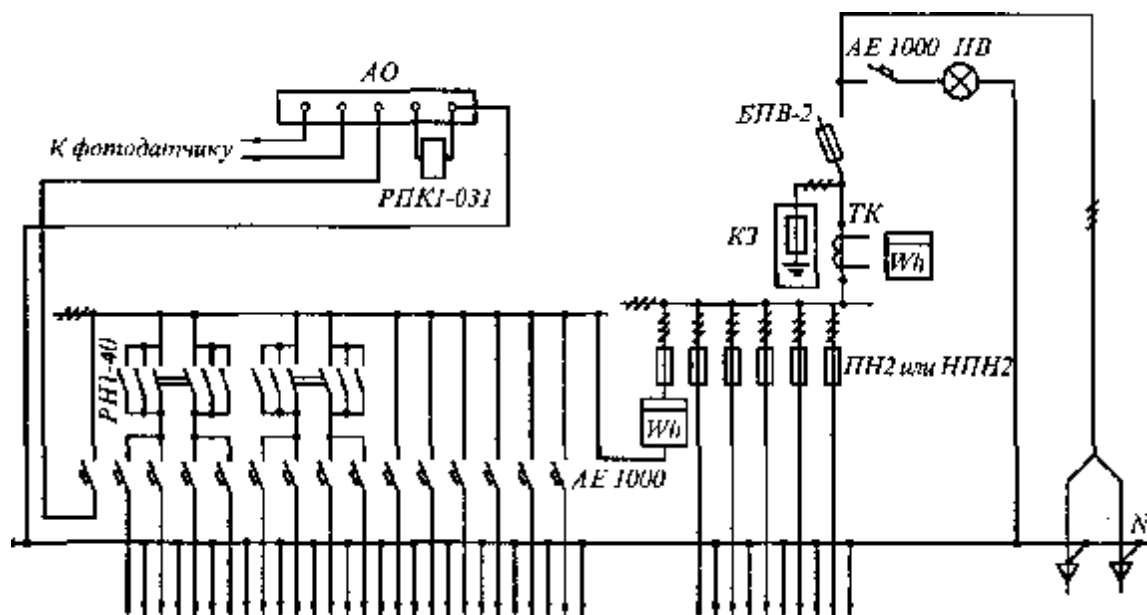 АЕ 1000 ПВ
АО
БПВ-2
К фотодатчику
РПК1-031
ТК
КЗ
Wh
РН1-40
ПН2 или НПН2
Wh
АЕ 1000
N